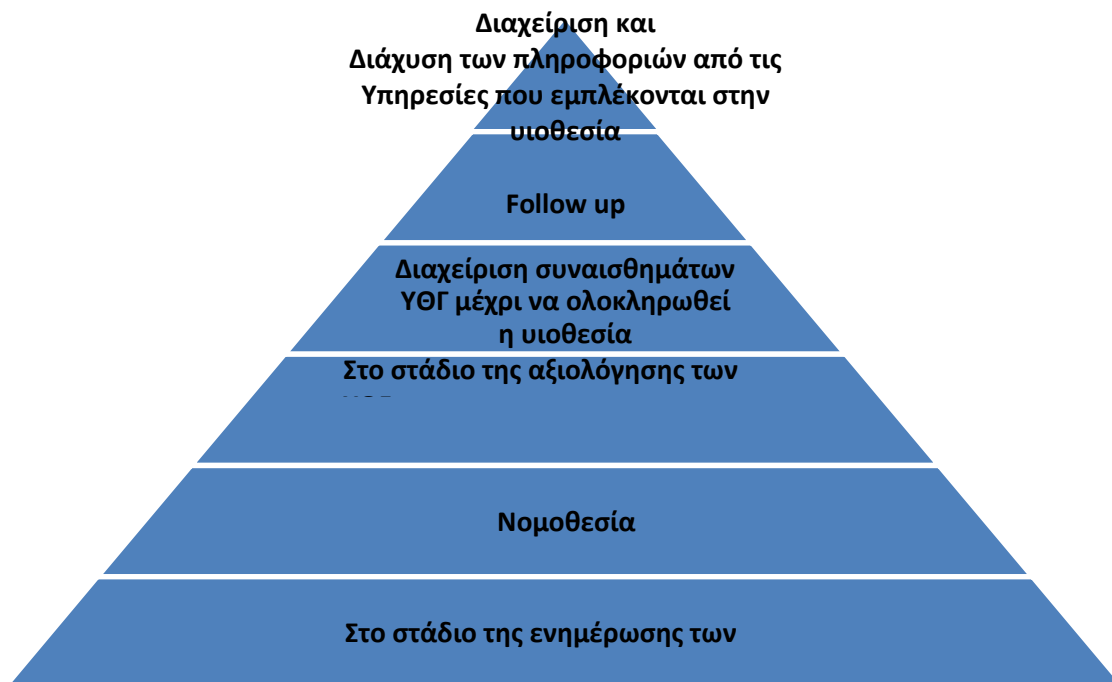 Διαχείριση και
Διάχυση των πληροφοριών από τις
Υπηρεσίες που εμπλέκονται στην
υιοθεσία
Follow up
Διαχείριση συναισθημάτων
ΥΘΓ μέχρι να ολοκληρωθεί
η υιοθεσία
Στο στάδιο της αξιολόγησης των
Νομοθεσία
Στο στάδιο της ενημέρωσης των